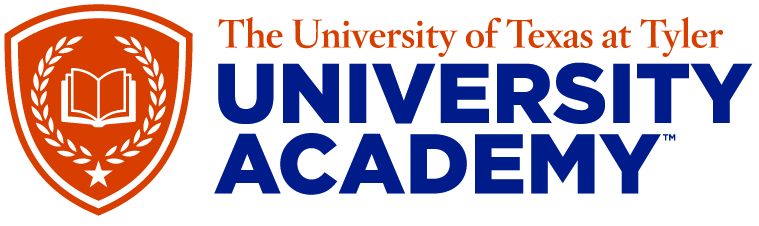 The University of Texas at Tyler
UNIVERSITY
ACADEMY™